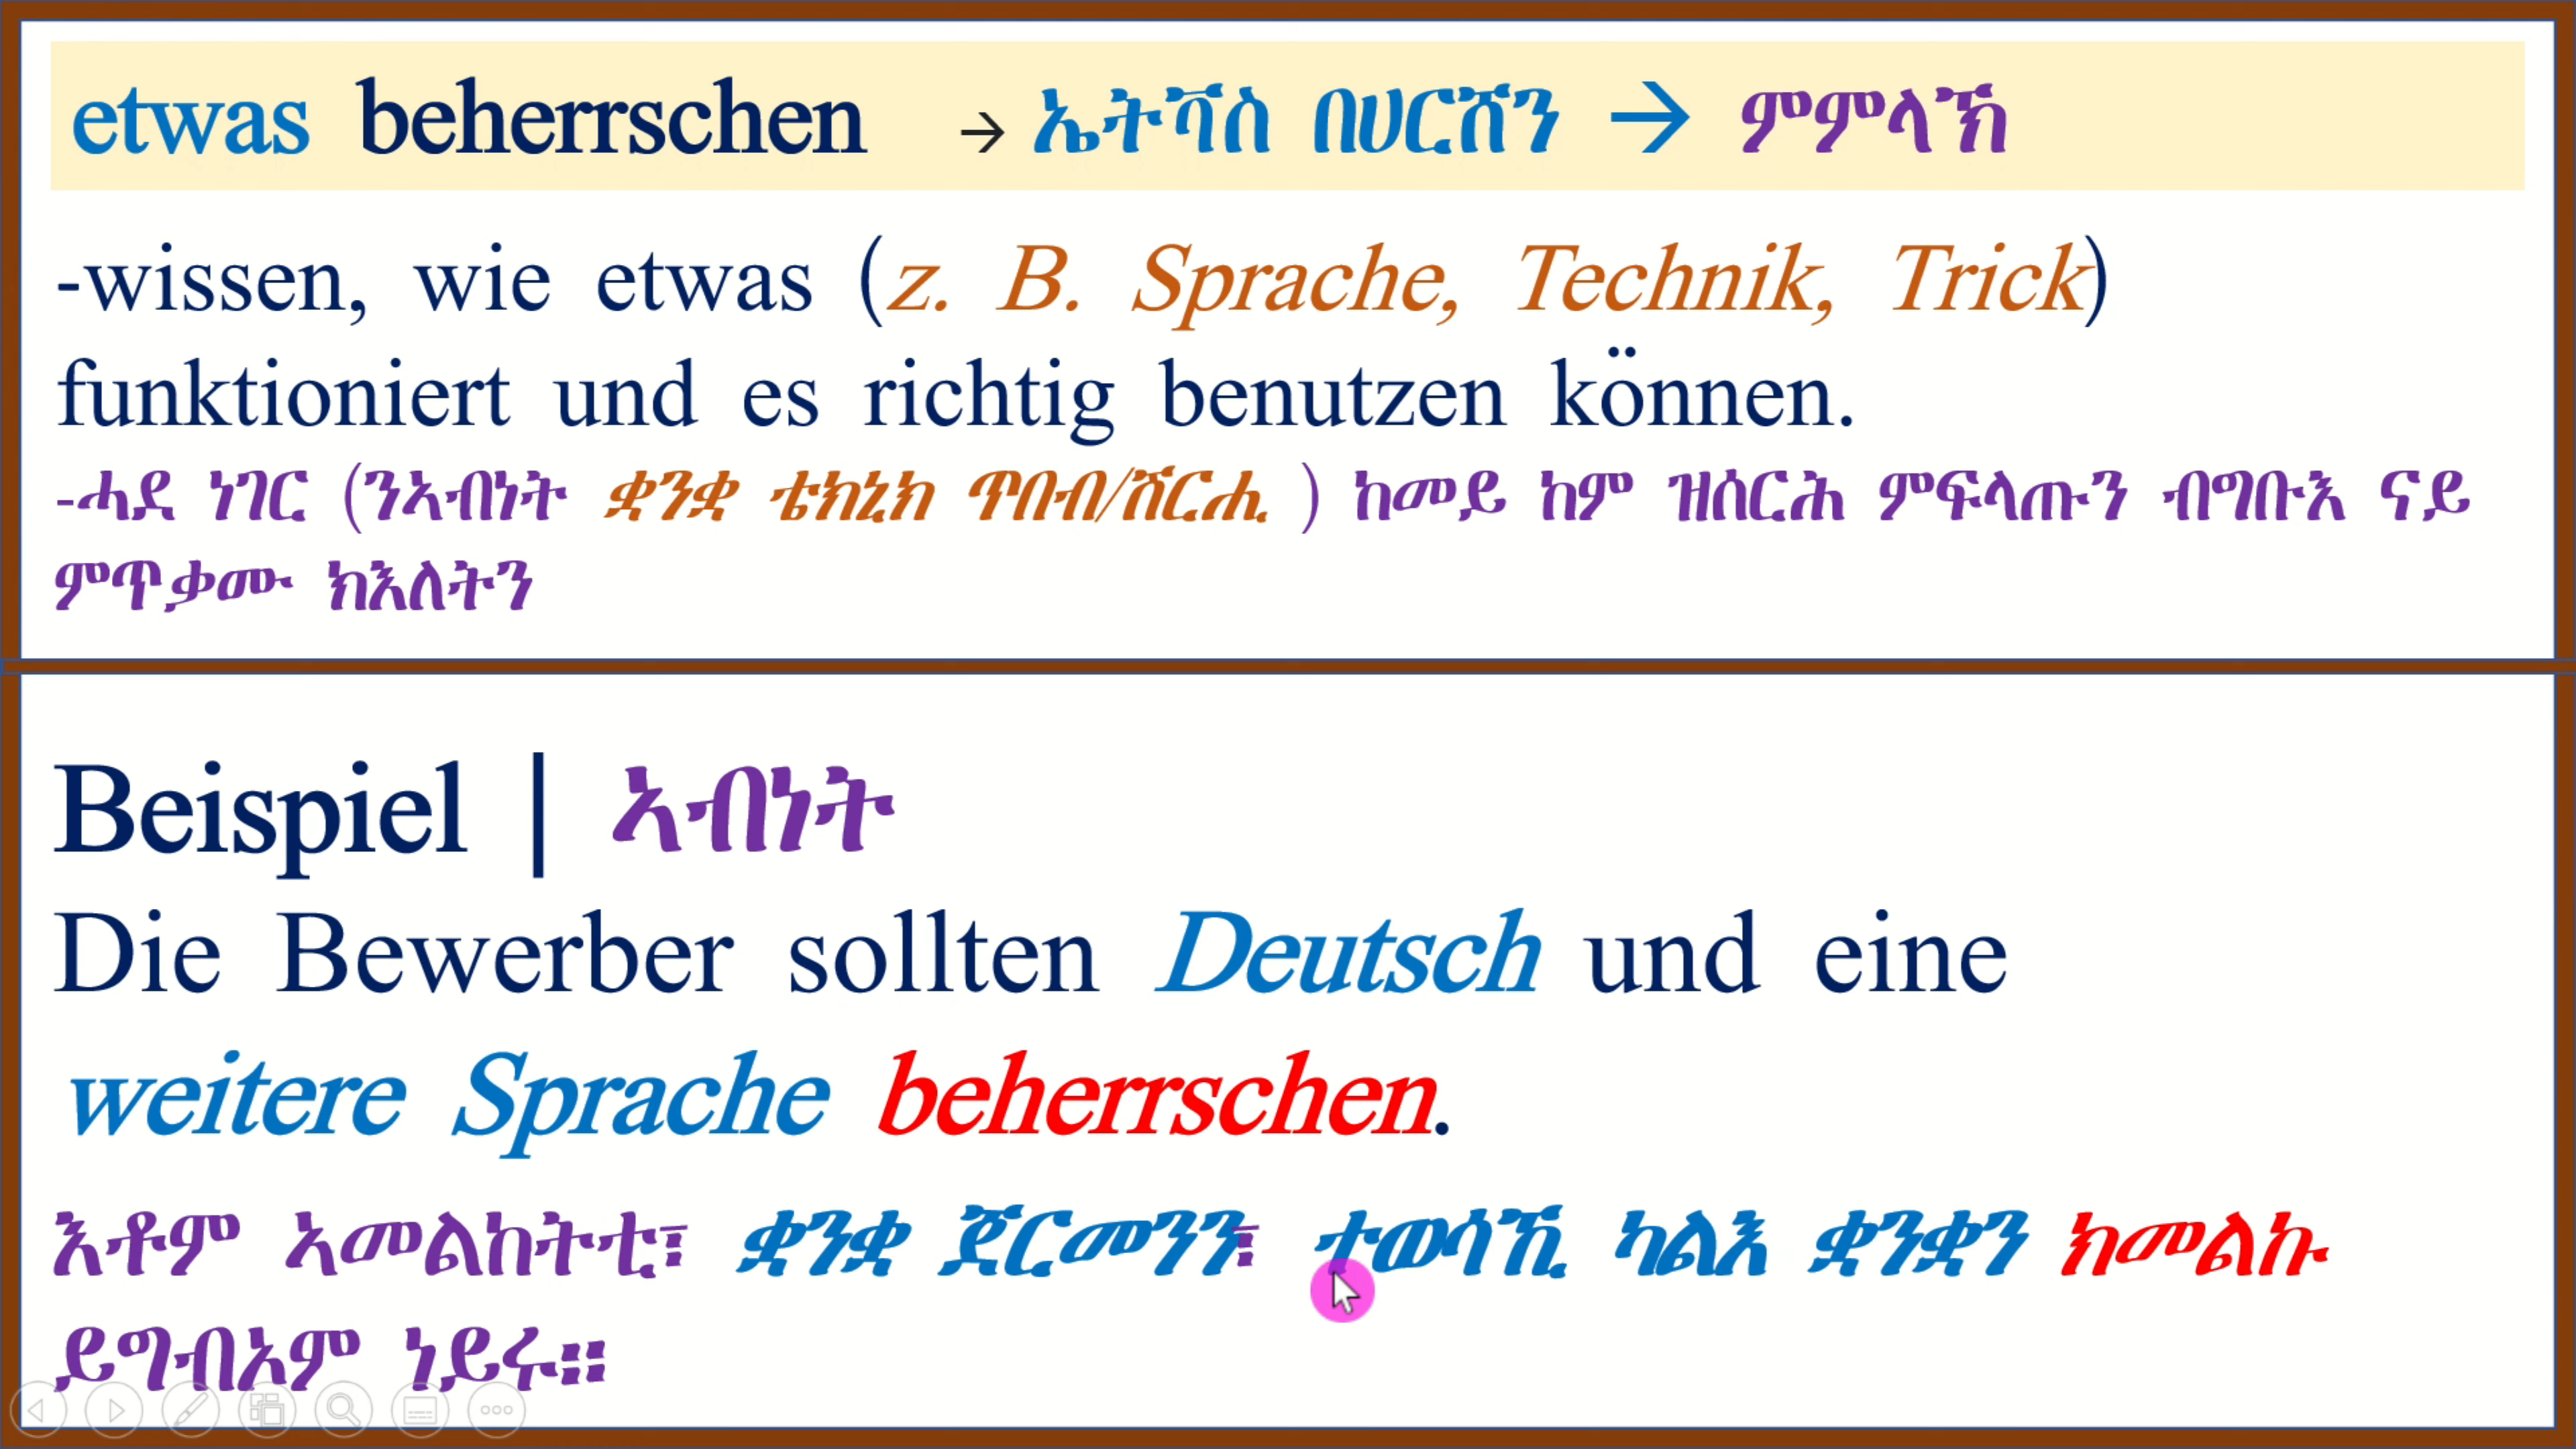 etwas beherrschen → ኤትቫስ በሀርሸን → ምምላኽ
-wissen, wie etwas (z. B. Sprache, Technik, Trick)
funktioniert und es richtig benutzen können.
-ሓደ ነገር (ንኣብነት ቋንቋ ቴክኒክ ጥበብ/ሽርሒ ) ከመይ ከም ዝሰርሕ ምፍላጡን ብግቡእ ናይ
ምጥቃሙ ክእለትን
Beispiel | ኣብነት
Die Bewerber sollten Deutsch und eine
weitere Sprache beherrschen.
እቶም ኣመልከትቲ፣ ቋንቋ ጀርመንን፣ ተወሳኺ ካልእ ቋንቋን ክመልኩ
ይግብኦም ነይሩ።